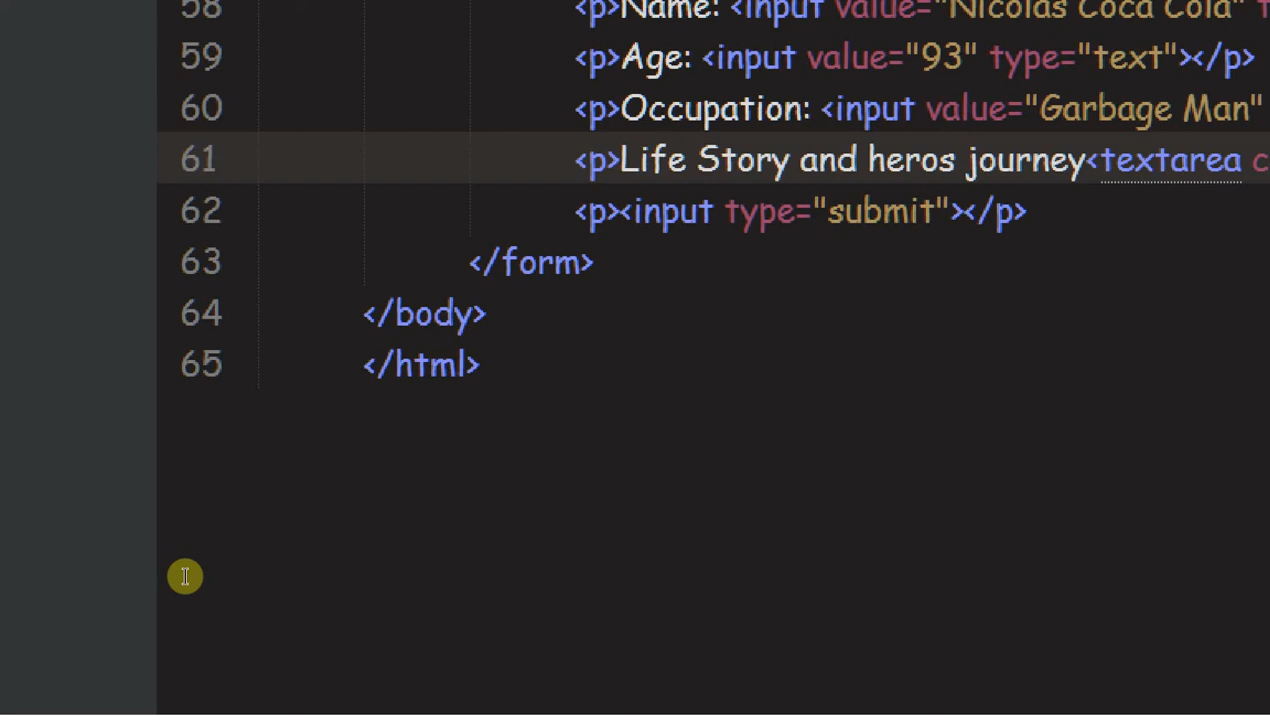 58 <p>Name: <input value="Nicolas Coca Cola"
59 <p>Age: <input value="93" type="text"></p>
60 <p>Occupation: <input value="Garbage Man"
61 <p>Life Story and heros journey<textarea c
62 <p><input type="submit"></p>
63 </form>
64 </body>
65 </html>